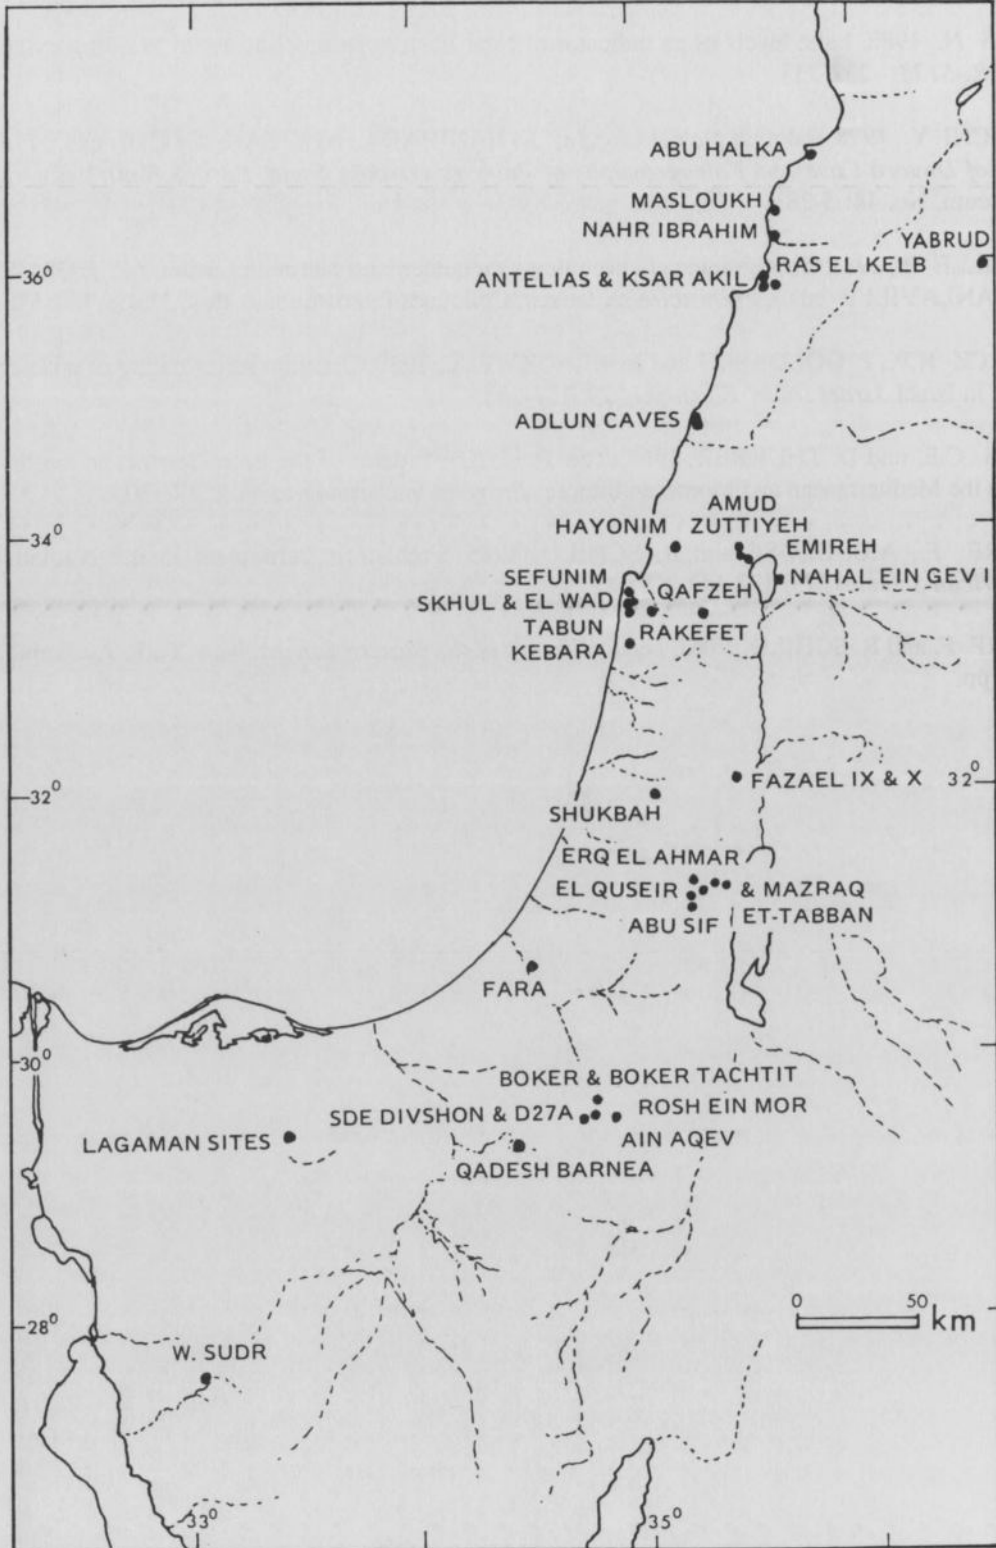 ABU HALKA
MASLOUKH
NAHR IBRAHIM
YABRUD
RAS EL KELB
36°
ANTELIAS & KSAR AKIL
ADLUN CAVES
AMUD
34°
HAYONIM
ZUTTIYEH
EMIREH
SEFUNIM
NAHAL EIN GEV I
QAFZEH
SKHUL & EL WAD
TABUN
RAKEFET
KEBARA
32°
FAZAEL IX & X
32°
SHUKBAH
ERQ EL AHMAR
EL QUSEIR
& MAZRAQ
ABU SIF
ET-TABBAN
FARA
30°
BOKER & BOKER TACHTIT
SDE DIVSHON & D27A
ROSH EIN MOR
LAGAMAN SITES
AIN AQEV
QADESH BARNEA
0 50
km
28°
W. SUDR
33°
35°